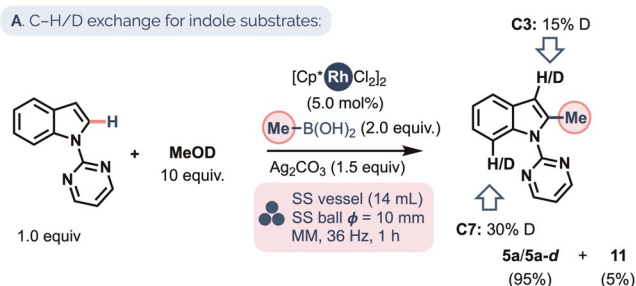 A. C–H/D exchange for indole substrates:
H
N
N
N
1.0 equiv
+
MeOD
10 equiv.
[Cp*RhCl2]2
(5.0 mol%)
Me–B(OH)2 (2.0 equiv.)
Ag2CO3 (1.5 equiv)
SS vessel (14 mL)
SS ball ϕ = 10 mm
MM, 36 Hz, 1 h
C3: 15% D
H/D
Me
N
H/D
N
N
C7: 30% D
5a/5a-d + 11
(95%) (5%)